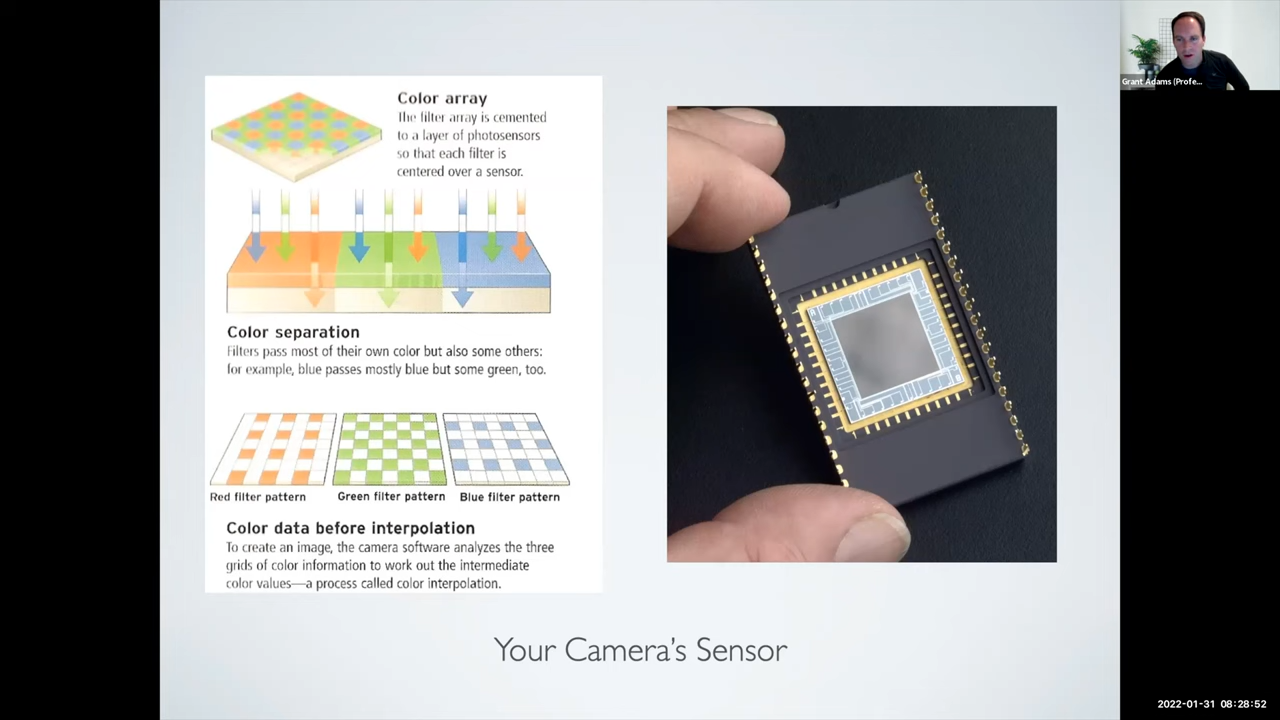 Color array
The filter array is cemented
to a layer of photosensors
so that each filter is
centered over a sensor.
Color separation
Filters pass most of their own color but also some others:
for example, blue passes mostly blue but some green, too.
Red filter pattern
Green filter pattern
Blue filter pattern
Color data before interpolation
To create an image, the camera software analyzes the three
grids of color information to work out the intermediate
color values—a process called color interpolation.
Your Camera's Sensor
Grant Adams (Profe...
2022-01-31 08:28:52